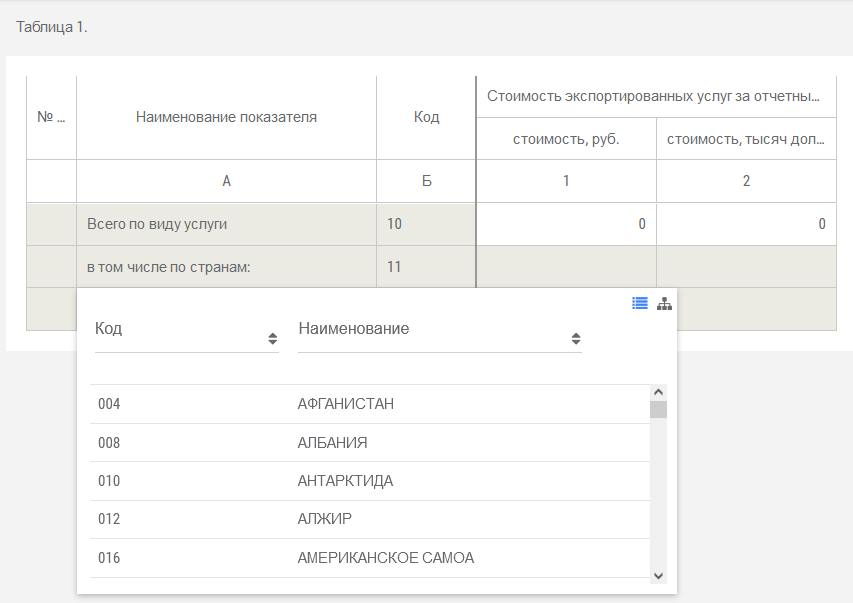 Таблица 1.
Стоимость экспортированных услуг за отчетны...
№ ...
Наименование показателя
Код
стоимость, руб.
стоимость, тысяч дол...
А
Б
1
2
Всего по виду услуги
10
0
0
в том числе по странам:
11
Код
Наименование
004
АФГАНИСТАН
008
АЛБАНИЯ
010
АНТАРКТИДА
012
АЛЖИР
016
АМЕРИКАНСКОЕ САМОА